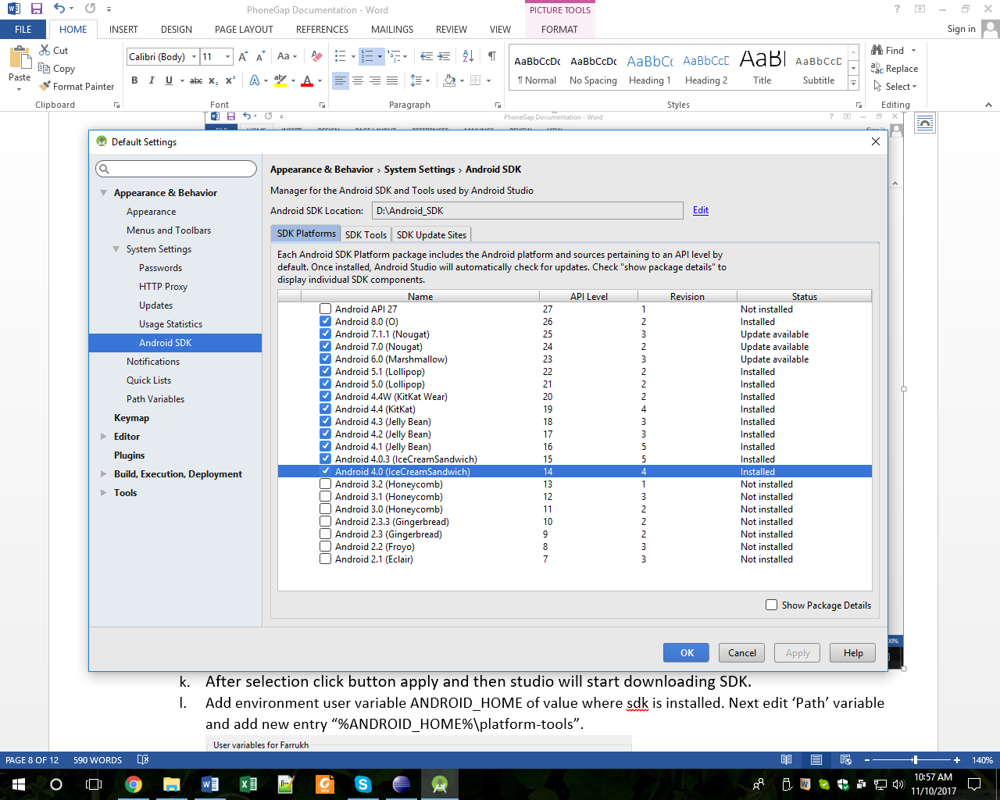 PhoneGap Documentation - Word
PICTURE TOOLS
FILE HOME INSERT DESIGN PAGE LAYOUT REFERENCES MAILINGS REVIEW VIEW FORMAT Sign in
Paste
Cut
Copy
Format Painter
Clipboard
Calibri (Body) 11
Font
Paragraph
AaBbCcDc AaBbCcDc AaBbCc AaBbCcC AaBl AaBbCcD
¶ Normal No Spacing Heading 1 Heading 2 Title Subtitle
Styles
Find
Replace
Select
Editing
PhoneGap Documentation - Word
Default Settings
Appearance & Behavior
Appearance
Menus and Toolbars
System Settings
Passwords
HTTP Proxy
Updates
Usage Statistics
Android SDK
Notifications
Quick Lists
Path Variables
Keymap
Editor
Plugins
Build, Execution, Deployment
Tools
Appearance & Behavior › System Settings › Android SDK
Manager for the Android SDK and Tools used by Android Studio
Android SDK Location: D:\Android_SDK Edit
SDK Platforms SDK Tools SDK Update Sites
Each Android SDK Platform package includes the Android platform and sources pertaining to an API level by
default. Once installed, Android Studio will automatically check for updates. Check "show package details" to
display individual SDK components.
Name API Level Revision Status
Android API 27 27 1 Not installed
Android 8.0 (O) 26 2 Installed
Android 7.1.1 (Nougat) 25 3 Update available
Android 7.0 (Nougat) 24 2 Update available
Android 6.0 (Marshmallow) 23 3 Update available
Android 5.1 (Lollipop) 22 2 Installed
Android 5.0 (Lollipop) 21 2 Installed
Android 4.4W (KitKat Wear) 20 2 Installed
Android 4.4 (KitKat) 19 4 Installed
Android 4.3 (Jelly Bean) 18 3 Installed
Android 4.2 (Jelly Bean) 17 3 Installed
Android 4.1 (Jelly Bean) 16 5 Installed
Android 4.0.3 (IceCreamSandwich) 15 5 Installed
Android 4.0 (IceCreamSandwich) 14 4 Installed
Android 3.2 (Honeycomb) 13 1 Not installed
Android 3.1 (Honeycomb) 12 3 Not installed
Android 3.0 (Honeycomb) 11 2 Not installed
Android 2.3.3 (Gingerbread) 10 2 Not installed
Android 2.3 (Gingerbread) 9 2 Not installed
Android 2.2 (Froyo) 8 3 Not installed
Android 2.1 (Eclair) 7 3 Not installed
Show Package Details
OK Cancel Apply Help
k. After selection click button apply and then studio will start downloading SDK.
l. Add environment user variable ANDROID_HOME of value where sdk is installed. Next edit ‘Path’ variable
and add new entry “%ANDROID_HOME%\platform-tools”.
User variables for Farrukh
PAGE 8 OF 12 590 WORDS 140%
10:57 AM
11/10/2017